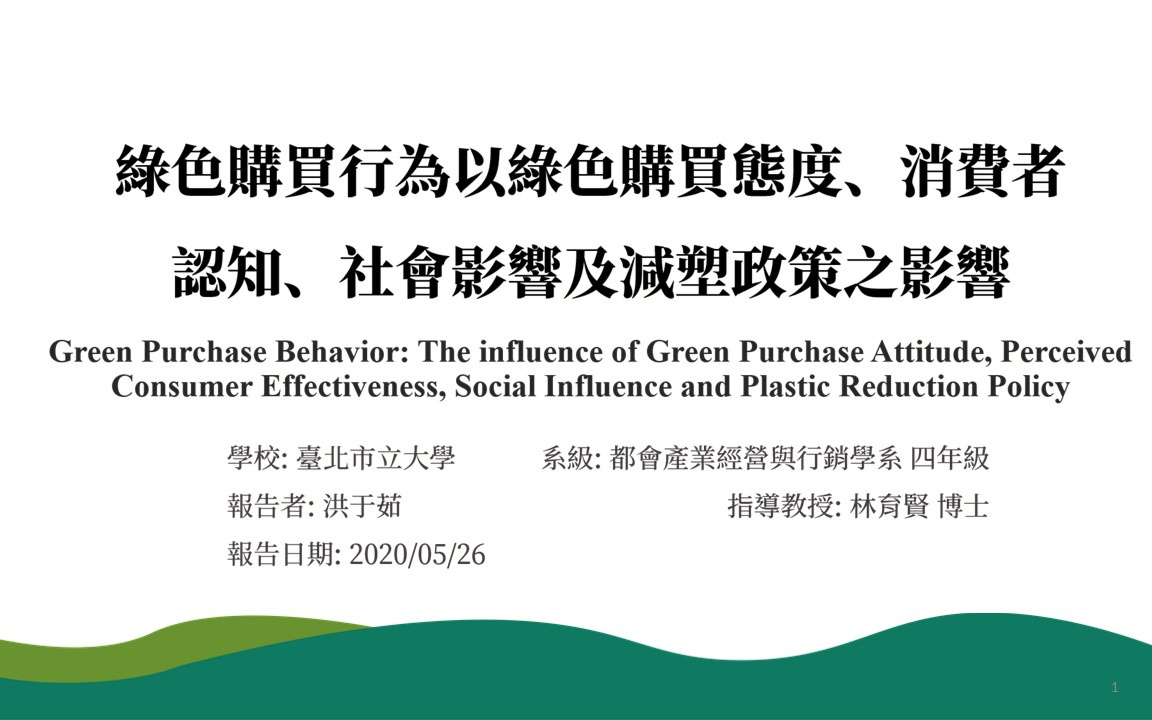 綠色購買行為以綠色購買態度、消費者
認知、社會影響及減塑政策之影響
Green Purchase Behavior: The influence of Green Purchase Attitude, Perceived
Consumer Effectiveness, Social Influence and Plastic Reduction Policy
學校: 臺北市立大學 系級: 都會產業經營與行銷學系 四年級
報告者: 洪于茹 指導教授: 林育賢 博士
報告日期: 2020/05/26
1